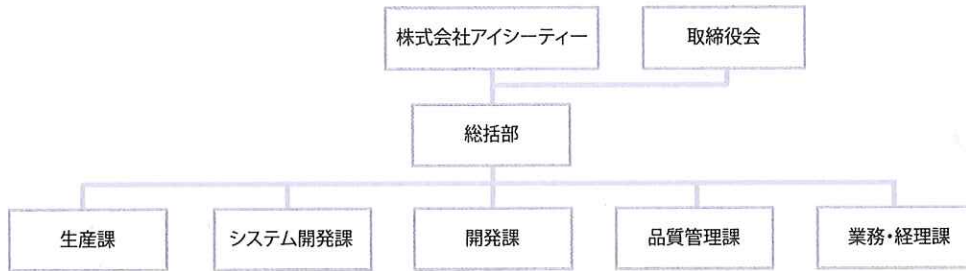 株式会社アイシーティー
取締役会
総括部
生産課
システム開発課
開発課
品質管理課
業務・経理課